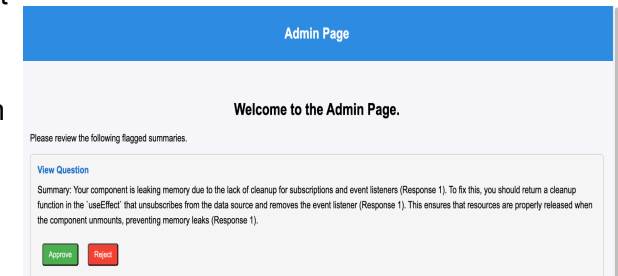 Admin Page
Welcome to the Admin Page.
Please review the following flagged summaries.
View Question
Summary: Your component is leaking memory due to the lack of cleanup for subscriptions and event listeners (Response 1). To fix this, you should return a cleanup
function in the `useEffect` that unsubscribes from the data source and removes the event listener (Response 1). This ensures that resources are properly released when
the component unmounts, preventing memory leaks (Response 1).
Approve Reject